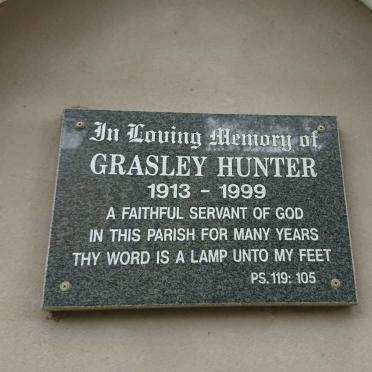 In Loving Memory of
GRASLEY HUNTER
1913 - 1999
A FAITHFUL SERVANT OF GOD
IN THIS PARISH FOR MANY YEARS
THY WORD IS A LAMP UNTO MY FEET
PS. 119: 105